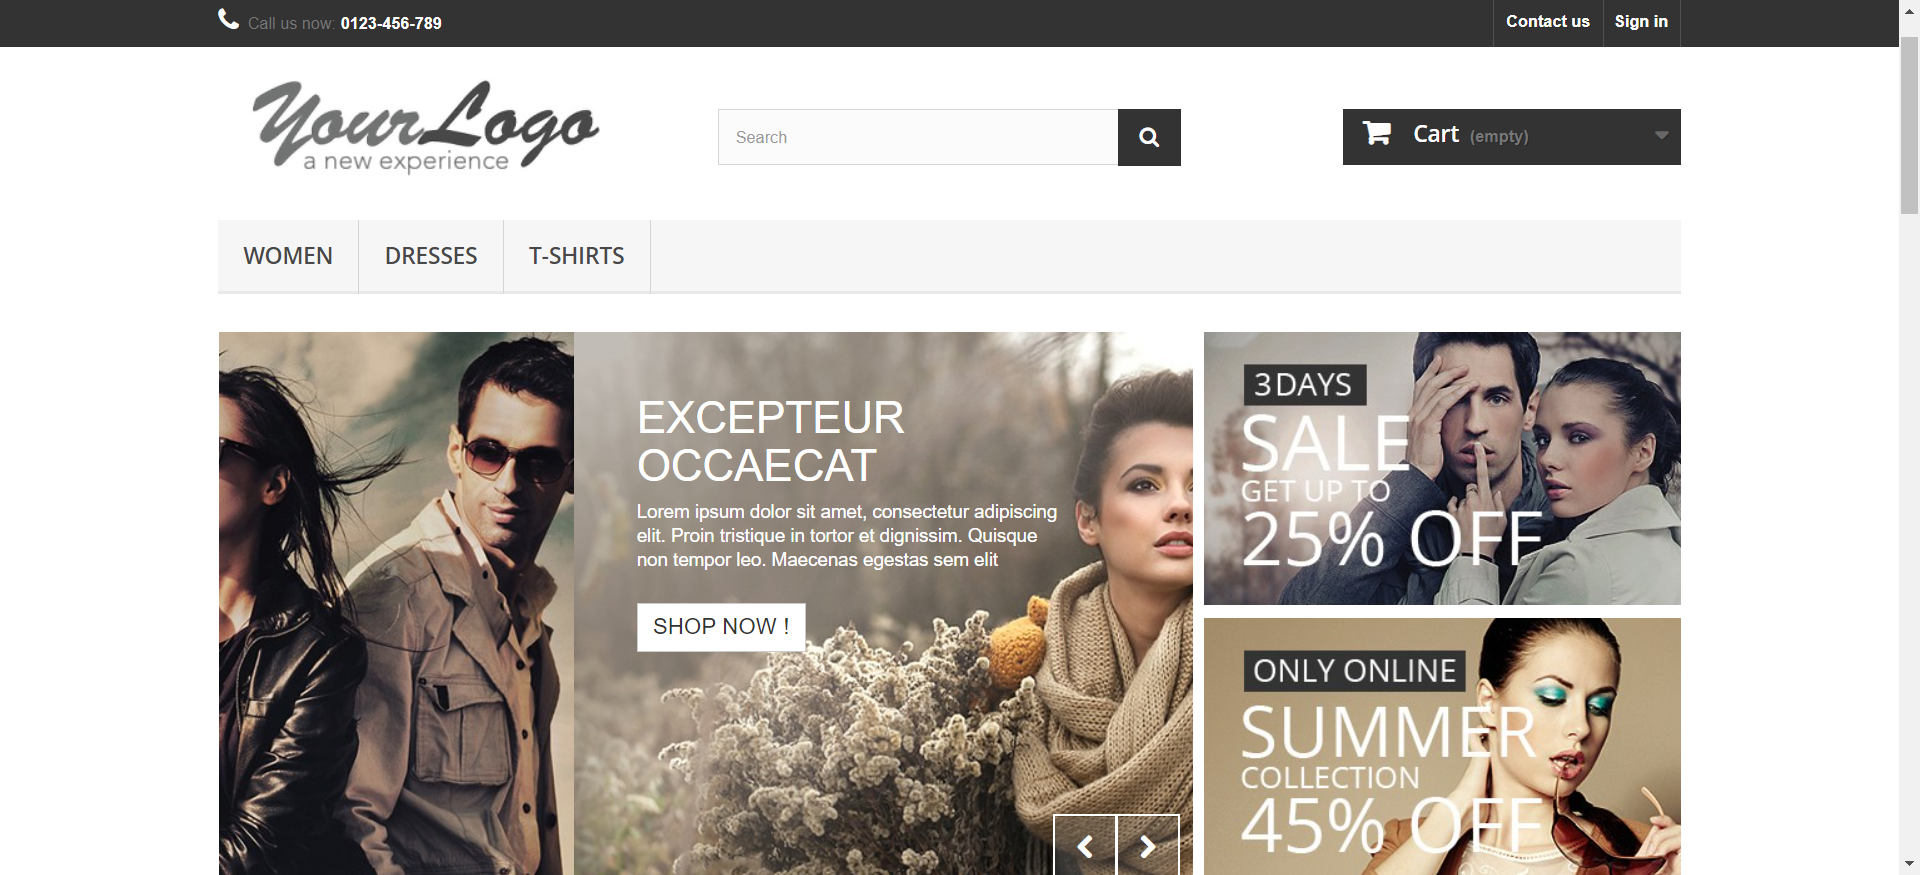 Call us now: 0123-456-789
Contact us
Sign in
YourLogo
a new experience
Search
Cart (empty)
WOMEN
DRESSES
T-SHIRTS
EXCEPTEUR
OCCAECAT
Lorem ipsum dolor sit amet, consectetur adipiscing
elit. Proin tristique in tortor et dignissim. Quisque
non tempor leo. Maecenas egestas sem elit
SHOP NOW !
3 DAYS
SALE
GET UP TO
25% OFF
ONLY ONLINE
SUMMER
COLLECTION
45% OFF